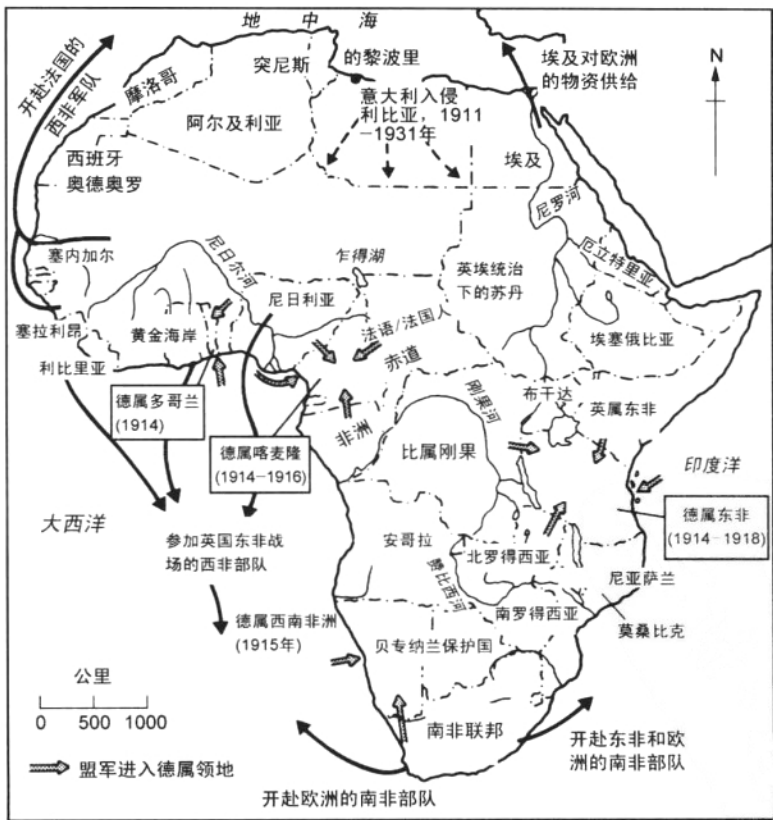 地中海
开赴法国的
西非军队
摩洛哥
突尼斯
的黎波里
埃及对欧洲
的物资供给
N
阿尔及利亚
意大利入侵
利比亚，1911
－1931年
西班牙
奥德奥罗
埃及
尼罗河
厄立特里亚
塞内加尔
尼日尔河
乍得湖
英埃统治
下的苏丹
尼日利亚
塞拉利昂
黄金海岸
法语/法国人
埃塞俄比亚
利比里亚
赤道
非洲
刚果河
布干达
英属东非
德属多哥兰
(1914)
德属喀麦隆
(1914－1916)
比属刚果
印度洋
大西洋
德属东非
(1914－1918)
参加英国东非战
场的西非部队
安哥拉
北罗得西亚
尼亚萨兰
赞比西河
德属西南非洲
(1915年)
南罗得西亚
莫桑比克
贝专纳兰保护国
公里
0 500 1000
南非联邦
开赴东非和欧
洲的南非部队
盟军进入德属领地
开赴欧洲的南非部队